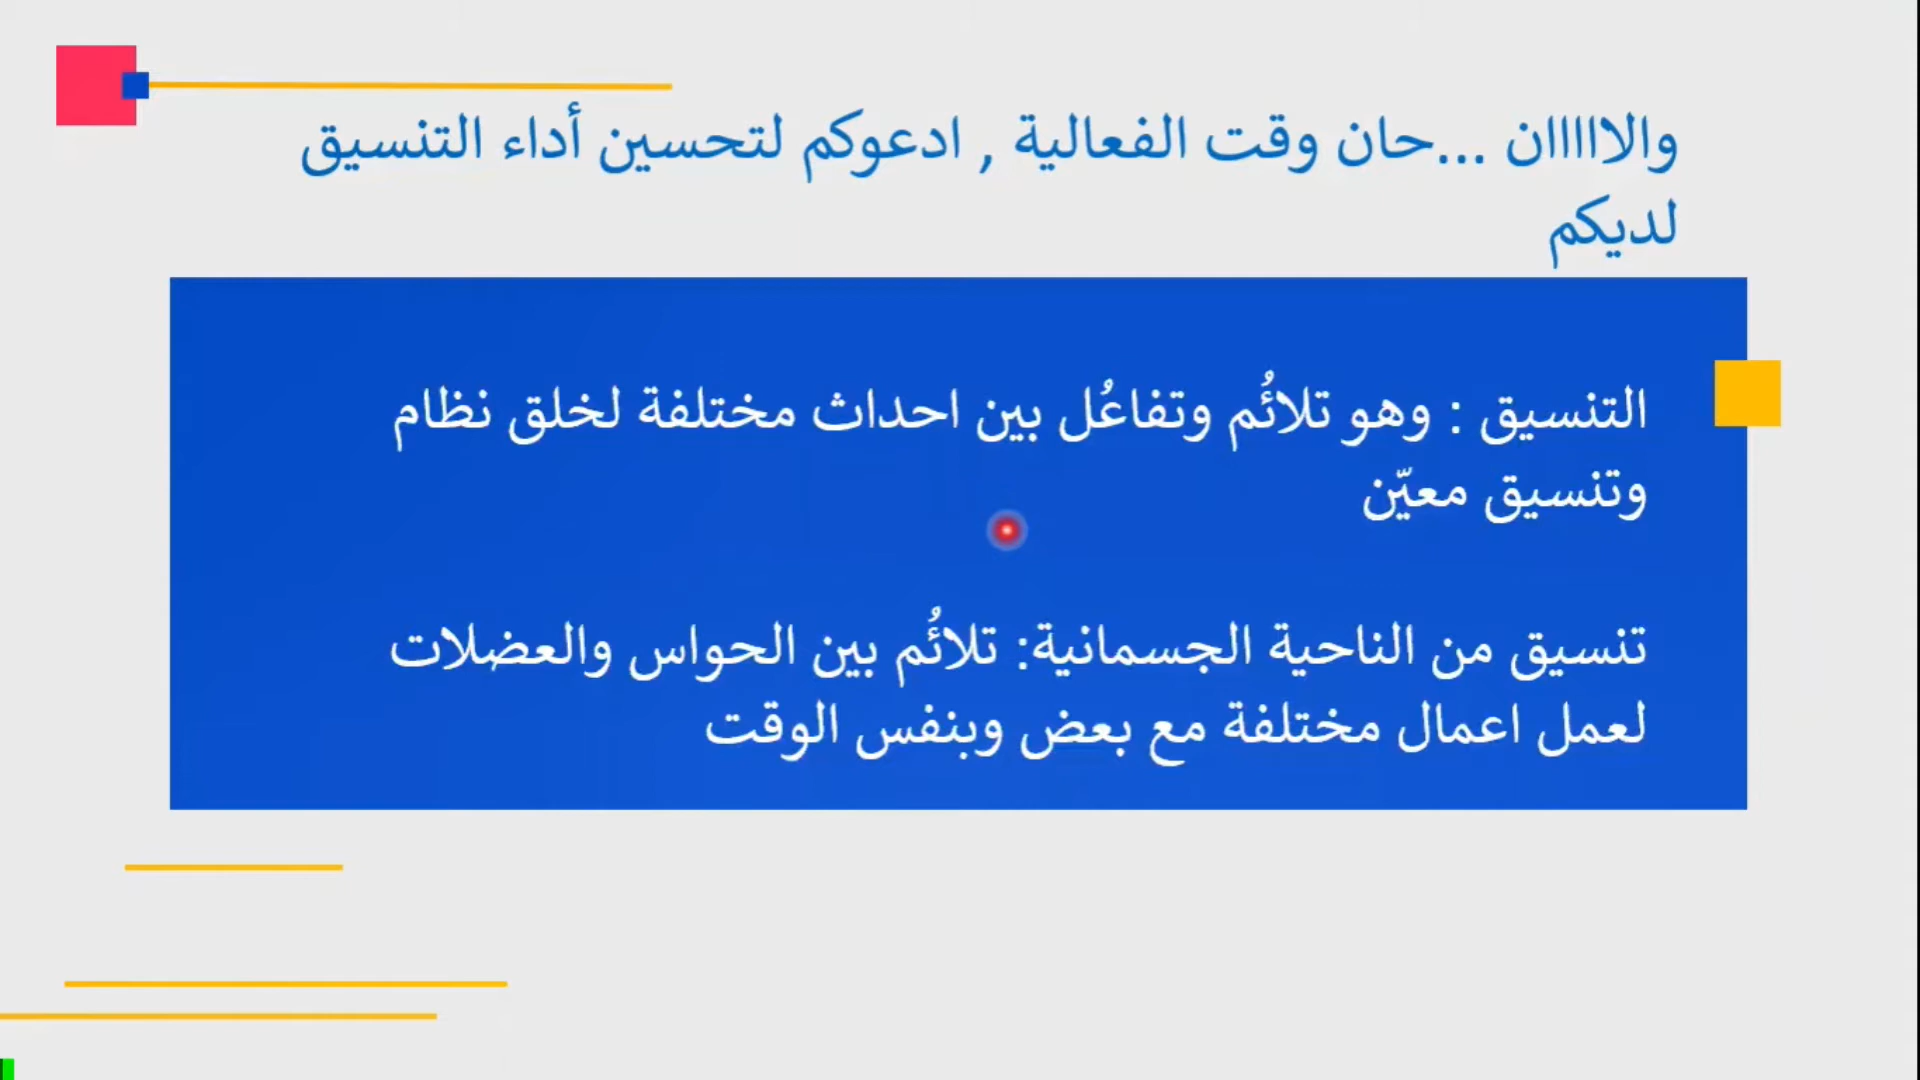 والاااان ...حان وقت الفعالية , ادعوكم لتحسين أداء التنسيق
لديكم
التنسيق : وهو تلائُم وتفاعُل بين احداث مختلفة لخلق نظام
وتنسيق معيّن
تنسيق من الناحية الجسمانية: تلائُم بين الحواس والعضلات
لعمل اعمال مختلفة مع بعض وبنفس الوقت